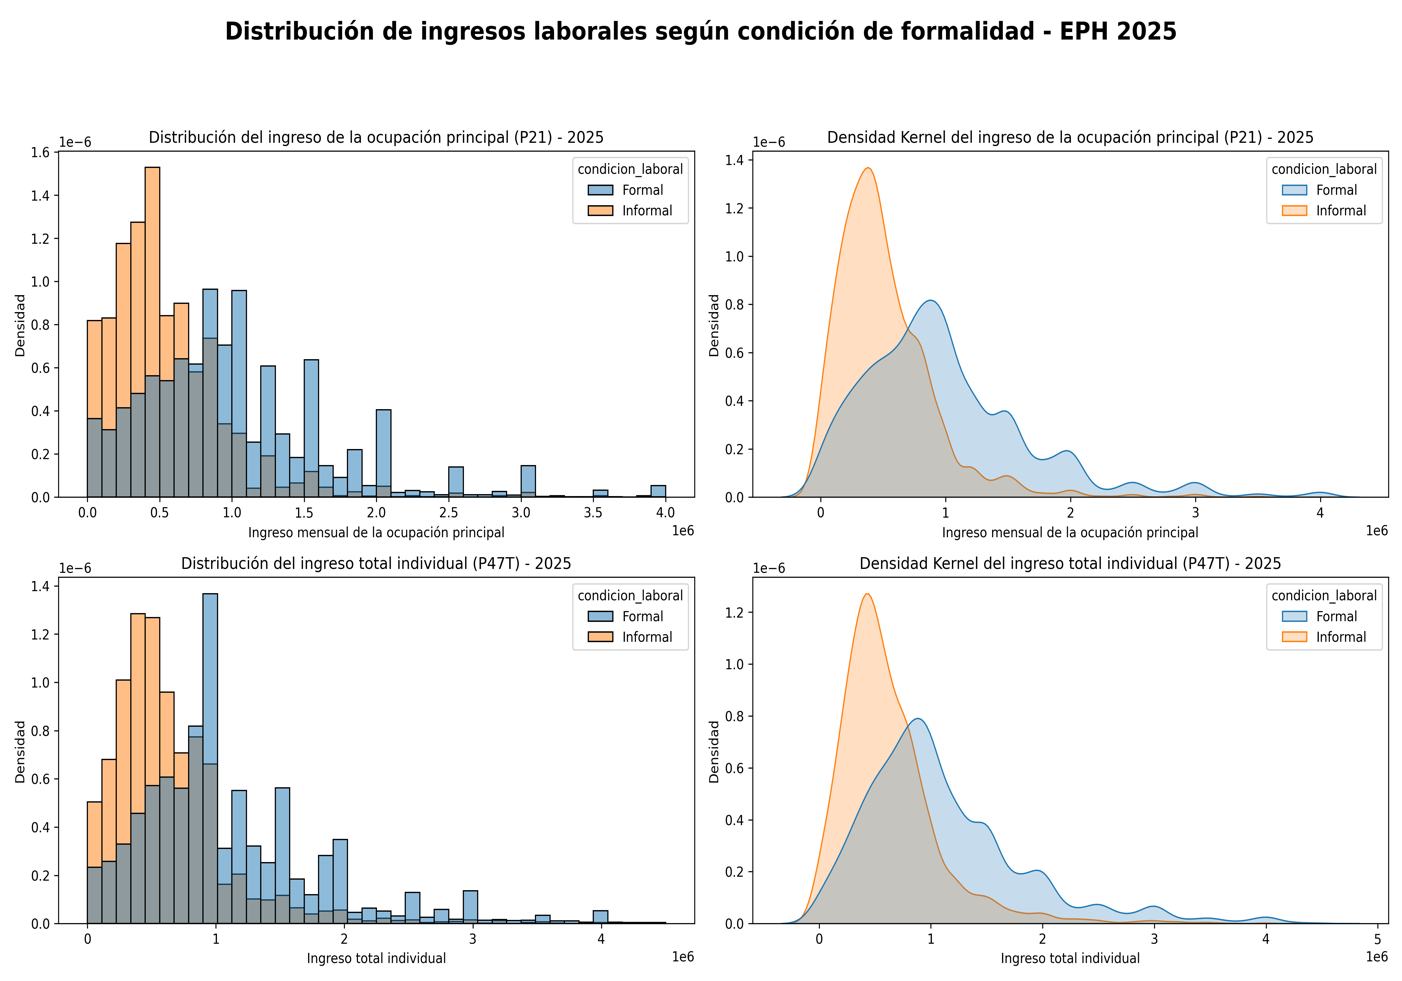 Distribución de ingresos laborales según condición de formalidad - EPH 2025
Distribución del ingreso de la ocupación principal (P21) - 2025
1e−6
1.6
1.4
1.2
1.0
0.8
0.6
0.4
0.2
0.0
Densidad
condicion_laboral
Formal
Informal
0.0 0.5 1.0 1.5 2.0 2.5 3.0 3.5 4.0
1e6
Ingreso mensual de la ocupación principal
Densidad Kernel del ingreso de la ocupación principal (P21) - 2025
1e−6
1.4
1.2
1.0
0.8
0.6
0.4
0.2
0.0
Densidad
condicion_laboral
Formal
Informal
0 1 2 3 4
1e6
Ingreso mensual de la ocupación principal
Distribución del ingreso total individual (P47T) - 2025
1e−6
1.4
1.2
1.0
0.8
0.6
0.4
0.2
0.0
Densidad
condicion_laboral
Formal
Informal
0 1 2 3 4
1e6
Ingreso total individual
Densidad Kernel del ingreso total individual (P47T) - 2025
1e−6
1.2
1.0
0.8
0.6
0.4
0.2
0.0
Densidad
condicion_laboral
Formal
Informal
0 1 2 3 4 5
1e6
Ingreso total individual